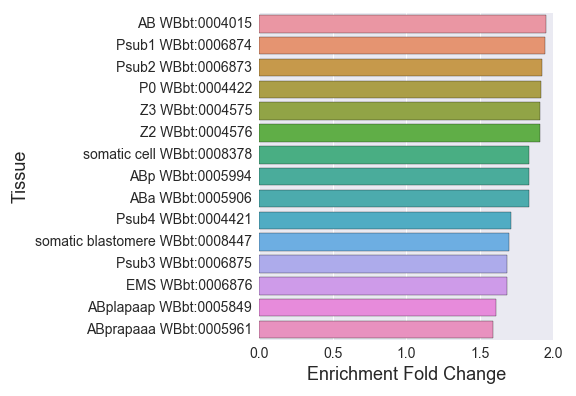 AB WBbt:0004015
Psub1 WBbt:0006874
Psub2 WBbt:0006873
P0 WBbt:0004422
Z3 WBbt:0004575
Z2 WBbt:0004576
somatic cell WBbt:0008378
ABp WBbt:0005994
ABa WBbt:0005906
Psub4 WBbt:0004421
somatic blastomere WBbt:0008447
Psub3 WBbt:0006875
EMS WBbt:0006876
ABplapaap WBbt:0005849
ABprapaaa WBbt:0005961
Tissue
0.0 0.5 1.0 1.5 2.0
Enrichment Fold Change